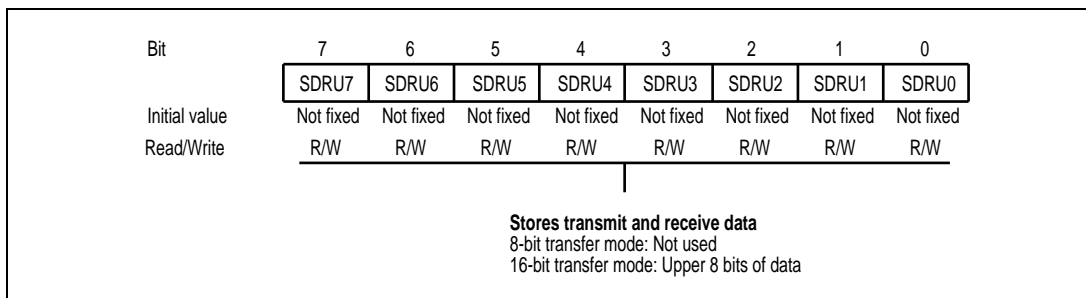 Bit 7 6 5 4 3 2 1 0
SDRU7 SDRU6 SDRU5 SDRU4 SDRU3 SDRU2 SDRU1 SDRU0
Initial value Not fixed Not fixed Not fixed Not fixed Not fixed Not fixed Not fixed Not fixed
Read/Write R/W R/W R/W R/W R/W R/W R/W R/W
Stores transmit and receive data
8-bit transfer mode: Not used
16-bit transfer mode: Upper 8 bits of data